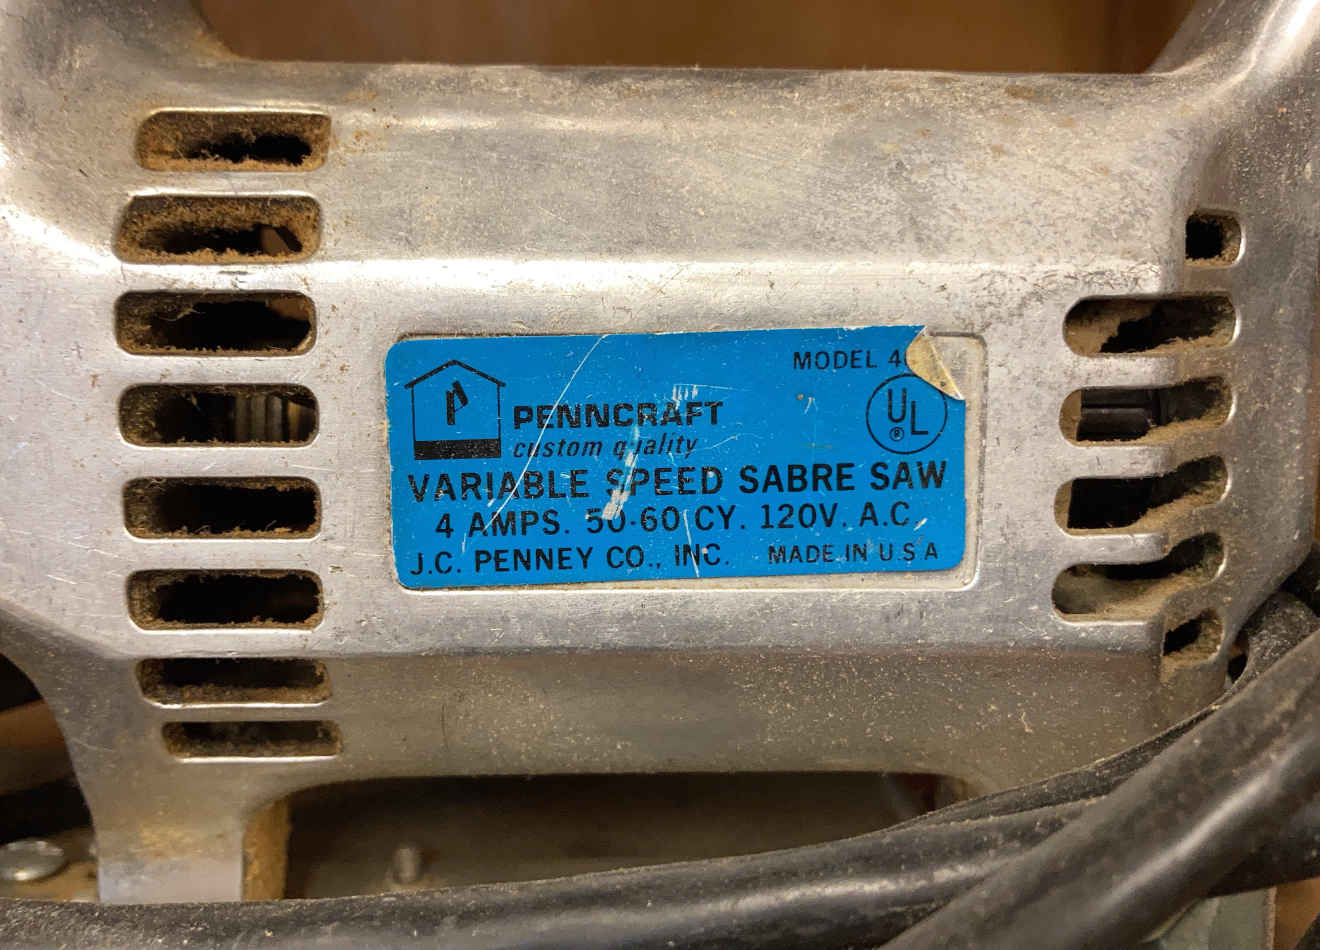 MODEL 4
UL
®
PENNCRAFT
custom quality
VARIABLE SPEED SABRE SAW
4 AMPS. 50-60 CY. 120V. A.C.
J.C. PENNEY CO., INC. MADE IN U S A